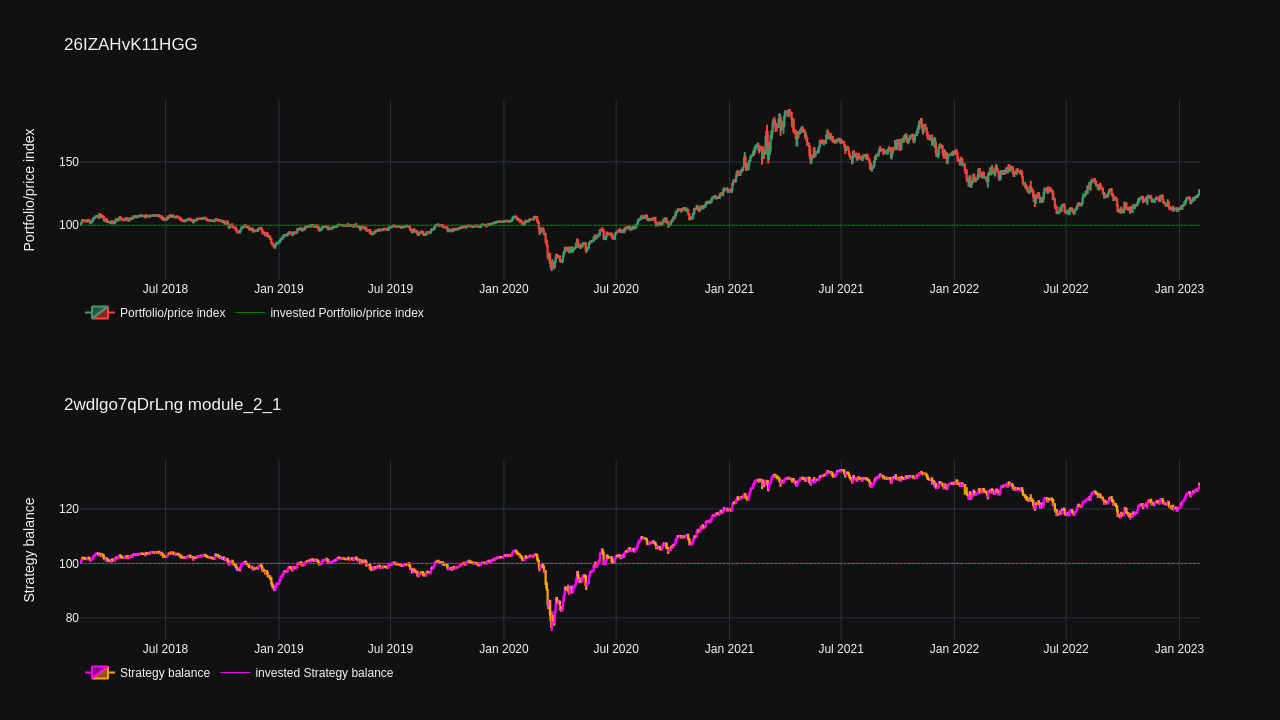 26IZAHvK11HGG
Portfolio/price index
150
100
Jul 2018 Jan 2019 Jul 2019 Jan 2020 Jul 2020 Jan 2021 Jul 2021 Jan 2022 Jul 2022 Jan 2023
Portfolio/price index invested Portfolio/price index
2wdlgo7qDrLng module_2_1
Strategy balance
120
100
80
Jul 2018 Jan 2019 Jul 2019 Jan 2020 Jul 2020 Jan 2021 Jul 2021 Jan 2022 Jul 2022 Jan 2023
Strategy balance invested Strategy balance